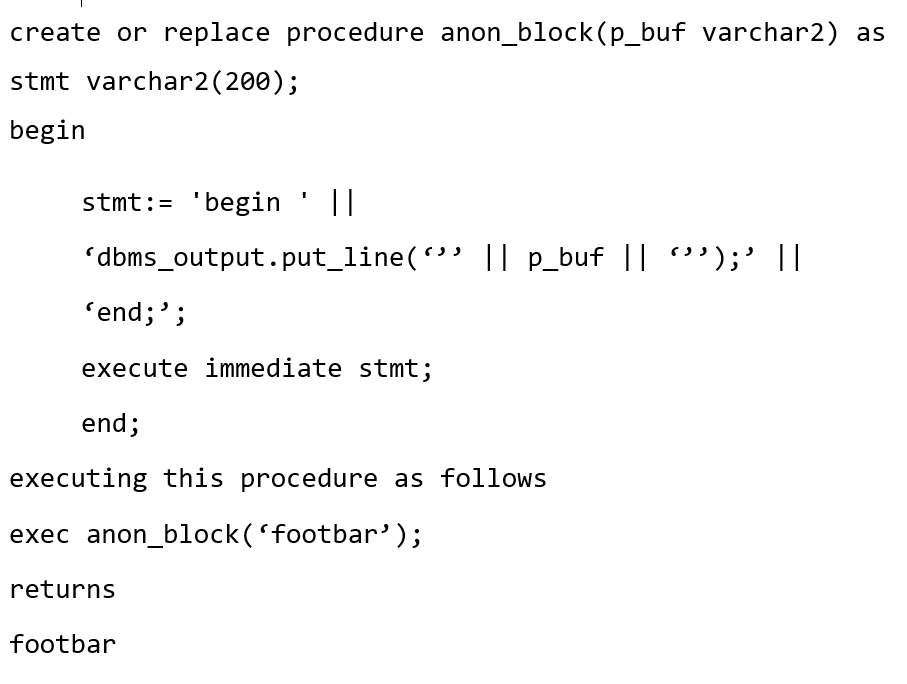 create or replace procedure anon_block(p_buf varchar2) as
stmt varchar2(200);
begin
stmt:= 'begin ' ||
‘dbms_output.put_line(‘’’ || p_buf || ‘’’);’ ||
‘end;’;
execute immediate stmt;
end;
executing this procedure as follows
exec anon_block(‘footbar’);
returns
footbar